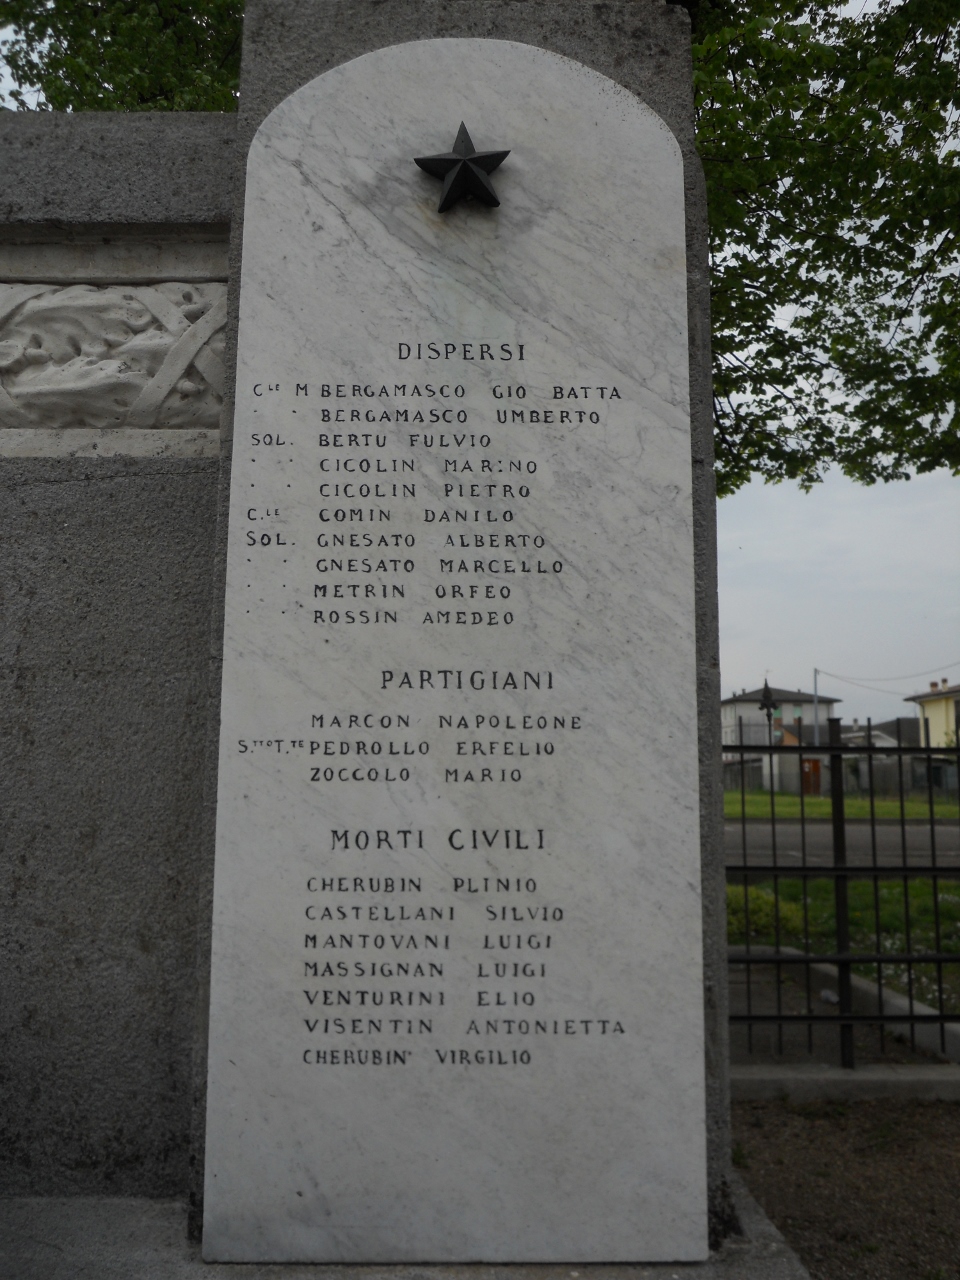 DISPERSI
C.LE M BERGAMASCO GIO BATTA
" " BERGAMASCO UMBERTO
SOL. BERTU FULVIO
" " CICOLIN MARINO
" " CICOLIN PIETRO
C.LE COMIN DANILO
SOL. GNESATO ALBERTO
" " GNESATO MARCELLO
" " METRIN ORFEO
" " ROSSIN AMEDEO
PARTIGIANI
MARCON NAPOLEONE
S.TTO T.TE PEDROLLO ERFELIO
ZOCCOLO MARIO
MORTI CIVILI
CHERUBIN PLINIO
CASTELLANI SILVIO
MANTOVANI LUIGI
MASSIGNAN LUIGI
VENTURINI ELIO
VISENTIN ANTONIETTA
CHERUBIN VIRGILIO